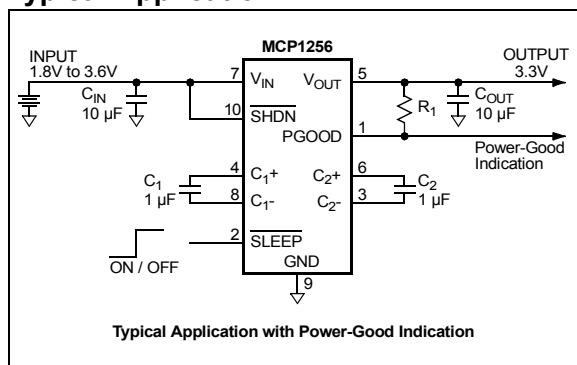 MCP1256
INPUT
1.8V to 3.6V
OUTPUT
3.3V
7
VIN
VOUT
5
CIN
10 µF
10
SHDN
R1
COUT
10 µF
PGOOD
1
Power-Good
Indication
C1
1 µF
4
C1+
C2+
6
C2
1 µF
8
C1-
C2-
3
2
SLEEP
ON / OFF
GND
9
Typical Application with Power-Good Indication